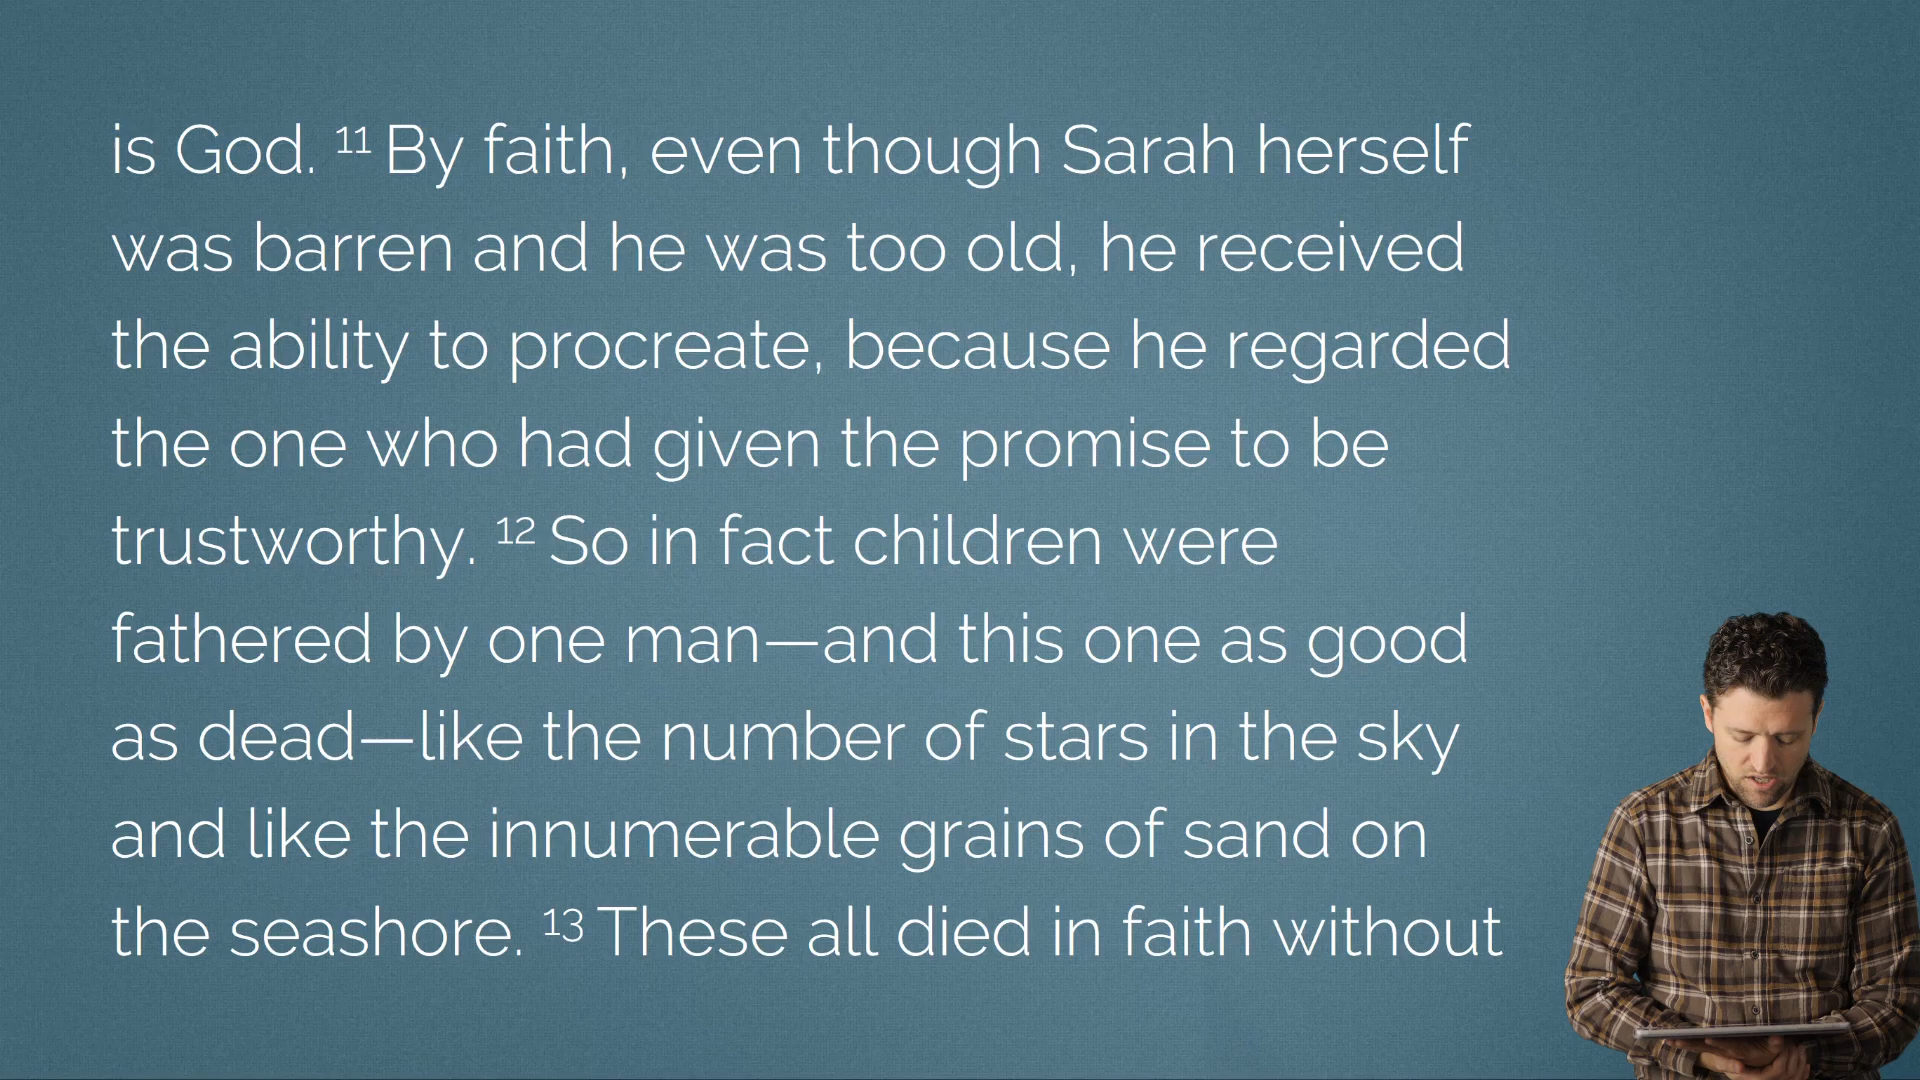 is God. 11 By faith, even though Sarah herself
was barren and he was too old, he received
the ability to procreate, because he regarded
the one who had given the promise to be
trustworthy. 12 So in fact children were
fathered by one man—and this one as good
as dead—like the number of stars in the sky
and like the innumerable grains of sand on
the seashore. 13 These all died in faith without